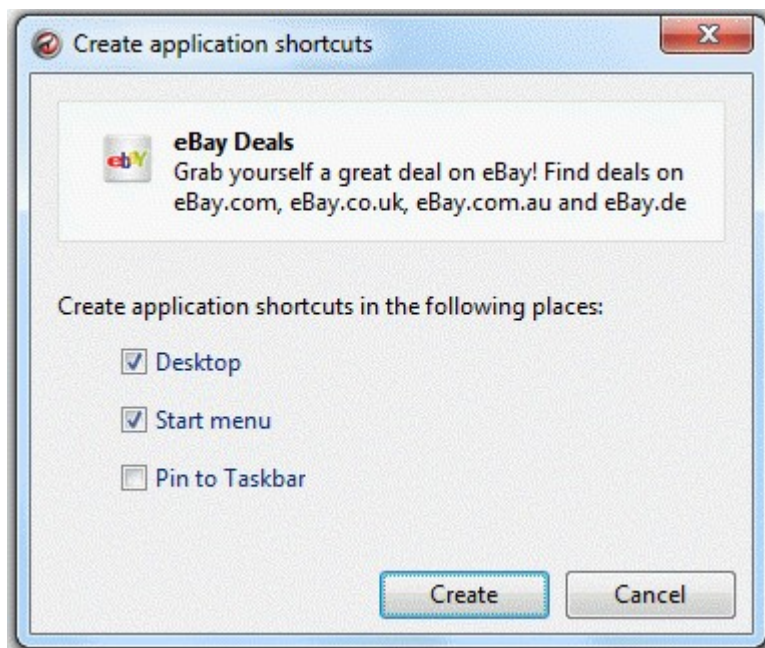 Create application shortcuts
eBay Deals
ebY
Grab yourself a great deal on eBay! Find deals on
eBay.com, eBay.co.uk, eBay.com.au and eBay.de
Create application shortcuts in the following places:
Desktop
Start menu
Pin to Taskbar
Create
Cancel